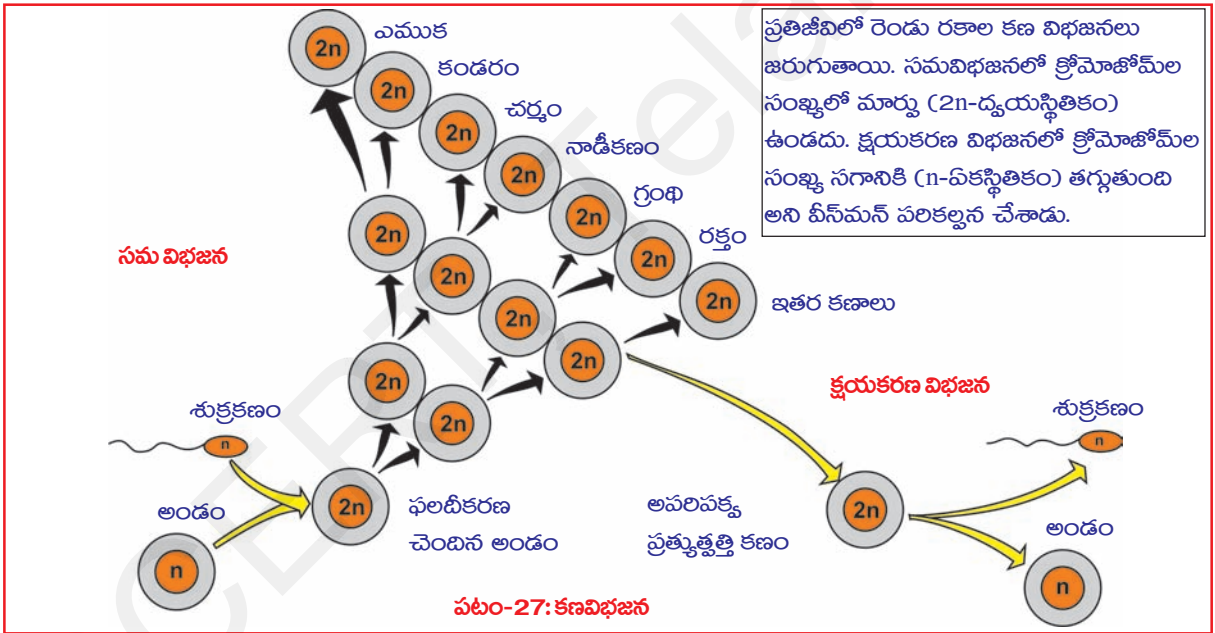 ప్రతిజీవిలో రెండు రకాల కణ విభజనలు
జరుగుతాయి. సమవిభజనలో క్రోమోజోమ్‌ల
సంఖ్యలో మార్పు (2n-ద్వయస్థితికం)
ఉండదు. క్షయకరణ విభజనలో క్రోమోజోమ్‌ల
సంఖ్య సగానికి (n-ఏకస్థితికం) తగ్గుతుంది
అని వీస్‌మన్ పరికల్పన చేశాడు.
2n ఎముక
2n కండరం
2n చర్మం
2n నాడీకణం
2n గ్రంథి
2n రక్తం
2n ఇతర కణాలు
సమ విభజన
2n
2n
2n
2n
2n
2n
క్షయకరణ విభజన
శుక్రకణం
n
అండం
n
2n
ఫలదీకరణ
చెందిన అండం
అపరిపక్వ
ప్రత్యుత్పత్తి కణం
2n
శుక్రకణం
n
అండం
n
పటం-27: కణవిభజన